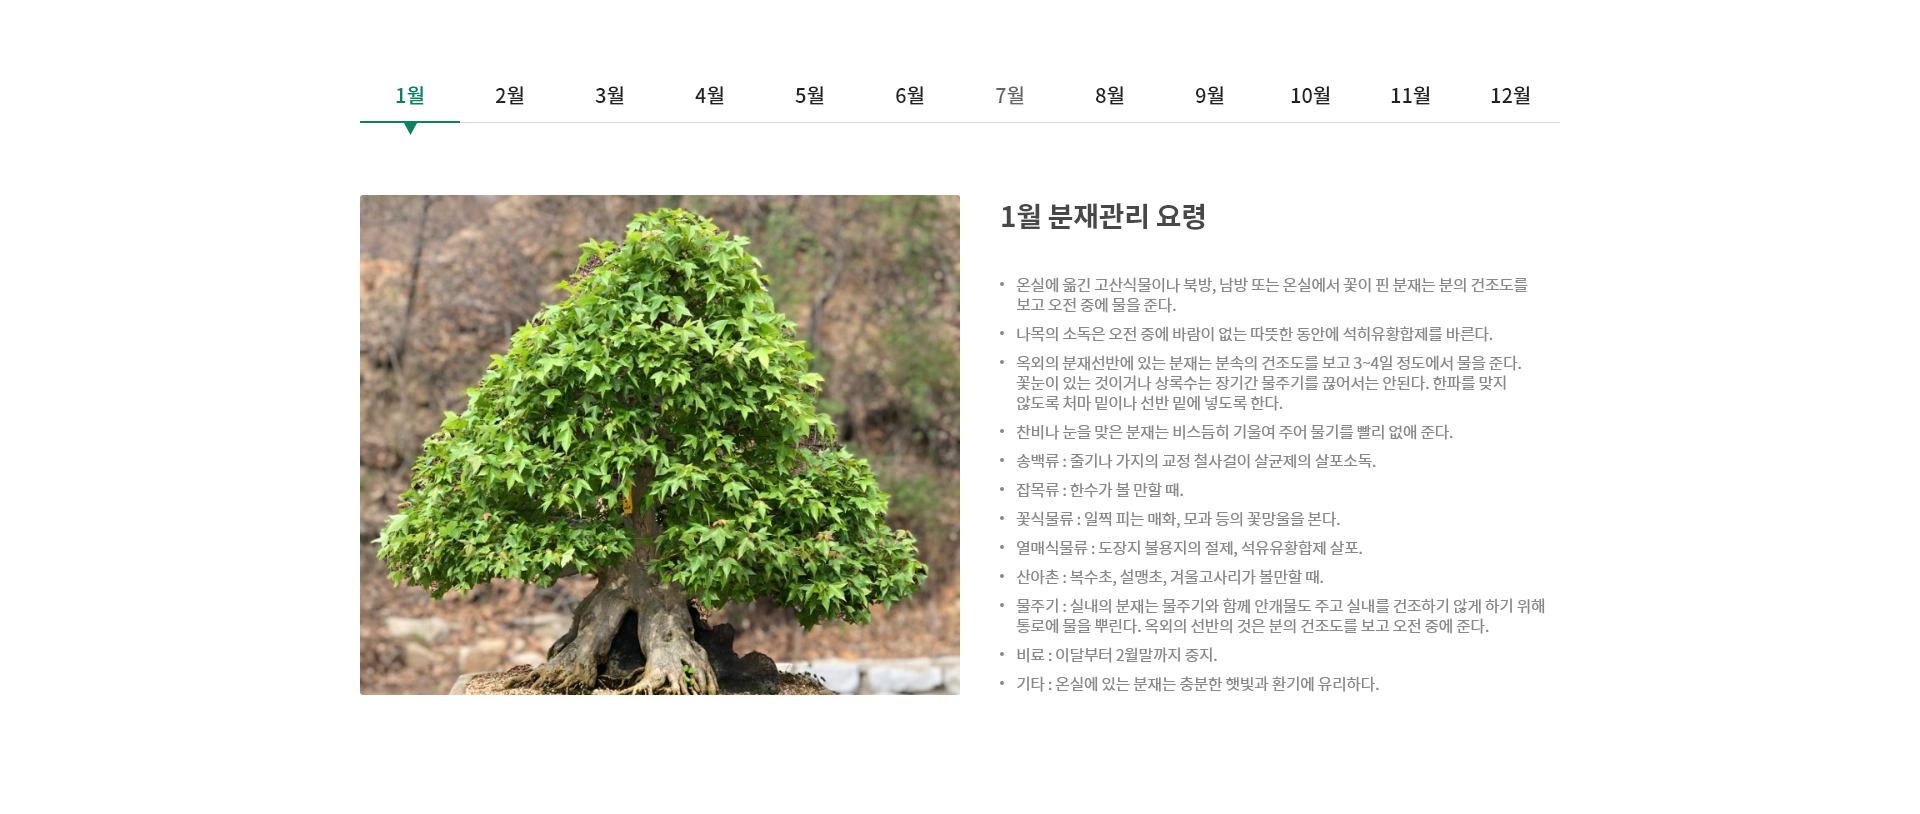 1월 2월 3월 4월 5월 6월 7월 8월 9월 10월 11월 12월
1월 분재관리 요령
• 온실에 옮긴 고산식물이나 북방, 남방 또는 온실에서 꽃이 핀 분재는 분의 건조도를
보고 오전 중에 물을 준다.
• 나목의 소독은 오전 중에 바람이 없는 따뜻한 동안에 석히유황합제를 바른다.
• 옥외의 분재선반에 있는 분재는 분속의 건조도를 보고 3~4일 정도에서 물을 준다.
꽃눈이 있는 것이거나 상록수는 장기간 물주기를 끊어서는 안된다. 한파를 맞지
않도록 처마 밑이나 선반 밑에 넣도록 한다.
• 찬비나 눈을 맞은 분재는 비스듬히 기울여 주어 물기를 빨리 없애 준다.
• 송백류 : 줄기나 가지의 교정 철사걸이 살균제의 살포소독.
• 잡목류 : 한수가 볼 만할 때.
• 꽃식물류 : 일찍 피는 매화, 모과 등의 꽃망울을 본다.
• 열매식물류 : 도장지 불용지의 절제, 석유유황합제 살포.
• 산아촌 : 복수초, 설맹초, 겨울고사리가 볼만할 때.
• 물주기 : 실내의 분재는 물주기와 함께 안개물도 주고 실내를 건조하기 않게 하기 위해
통로에 물을 뿌린다. 옥외의 선반의 것은 분의 건조도를 보고 오전 중에 준다.
• 비료 : 이달부터 2월말까지 중지.
• 기타 : 온실에 있는 분재는 충분한 햇빛과 환기에 유리하다.